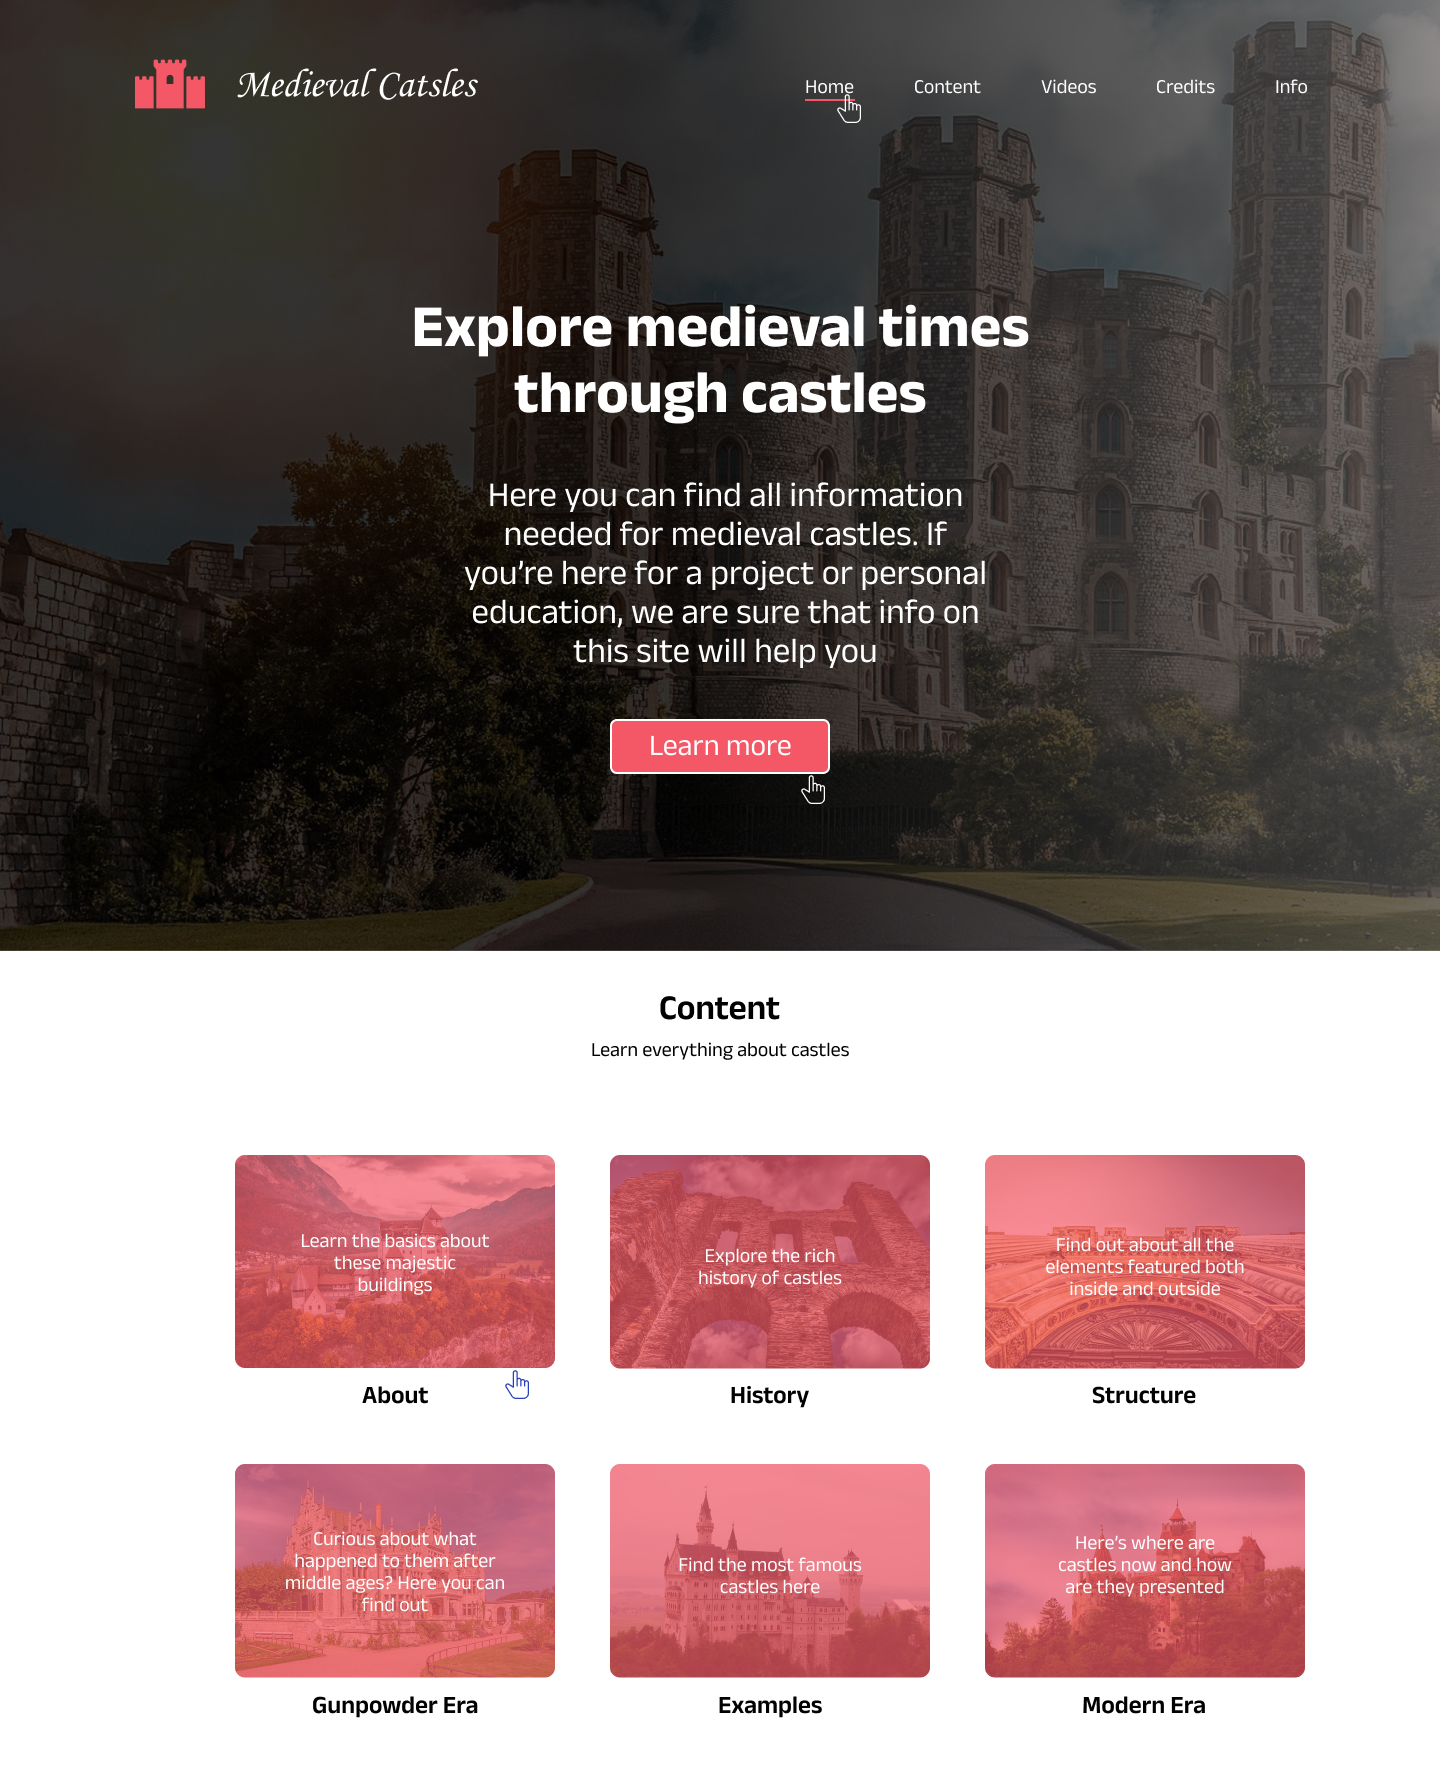 Medieval Catsles
Home
Content
Videos
Credits
Info
Explore medieval times
through castles
Here you can find all information
needed for medieval castles. If
you’re here for a project or personal
education, we are sure that info on
this site will help you
Learn more
Content
Learn everything about castles
Learn the basics about
these majestic
buildings
About
Explore the rich
history of castles
History
Find out about all the
elements featured both
inside and outside
Structure
Curious about what
happened to them after
middle ages? Here you can
find out
Gunpowder Era
Find the most famous
castles here
Examples
Here’s where are
castles now and how
are they presented
Modern Era